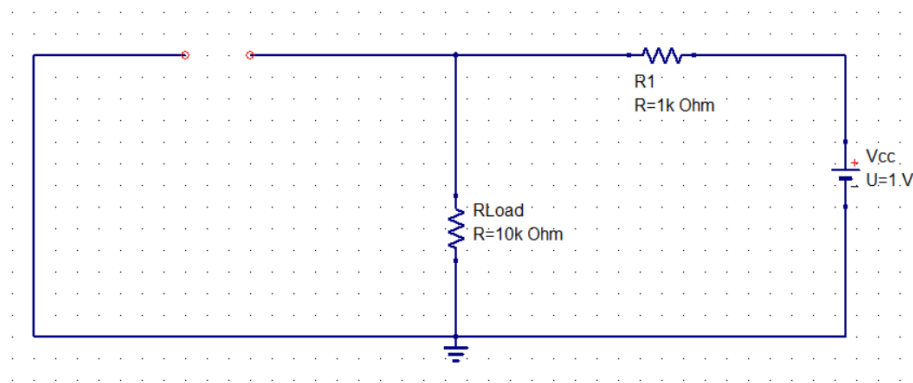 R1
R=1k Ohm
Vcc
U=1 V
RLoad
R=10k Ohm